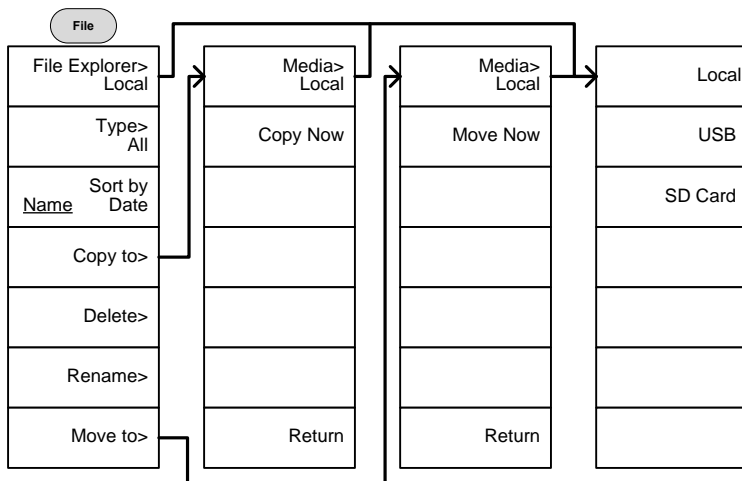 File
File Explorer>
Local
Type>
All
Sort by
Name Date
Copy to>
Delete>
Rename>
Move to>
Media>
Local
Copy Now
Return
Media>
Local
Move Now
Return
Local
USB
SD Card